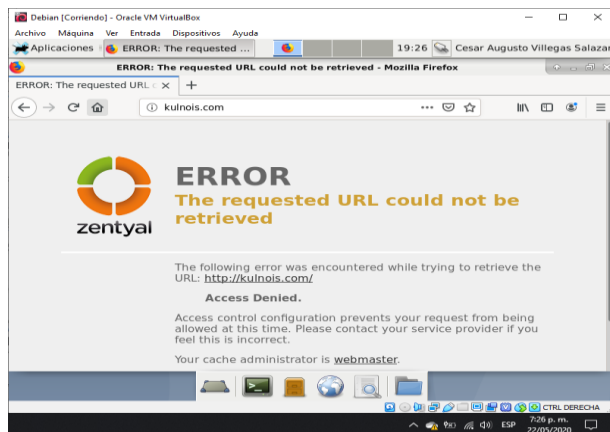 Debian [Corriendo] - Oracle VM VirtualBox
Archivo Máquina Ver Entrada Dispositivos Ayuda
Aplicaciones ERROR: The requested ... 19:26 Cesar Augusto Villegas Salazar
ERROR: The requested URL could not be retrieved - Mozilla Firefox
ERROR: The requested URL
kulnois.com
zentyal
ERROR
The requested URL could not be
retrieved
The following error was encountered while trying to retrieve the
URL: http://kulnois.com/
Access Denied.
Access control configuration prevents your request from being
allowed at this time. Please contact your service provider if you
feel this is incorrect.
Your cache administrator is webmaster.
CTRL DERECHA
ESP 7:26 p. m.
22/05/2020